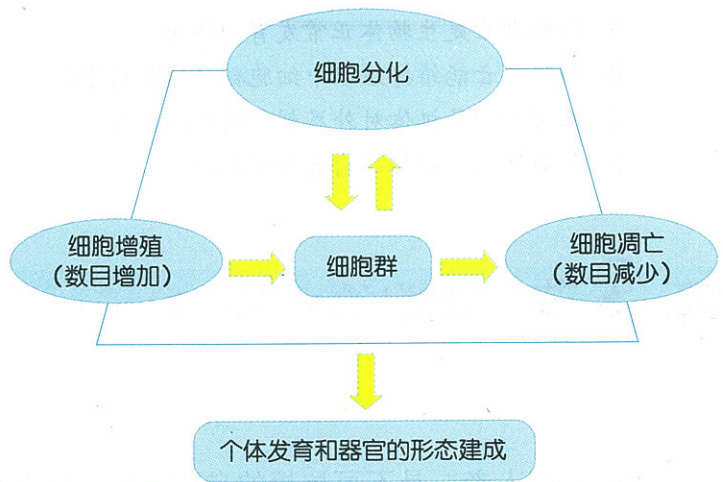 细胞分化
细胞增殖
（数目增加）
细胞群
细胞凋亡
（数目减少）
个体发育和器官的形态建成